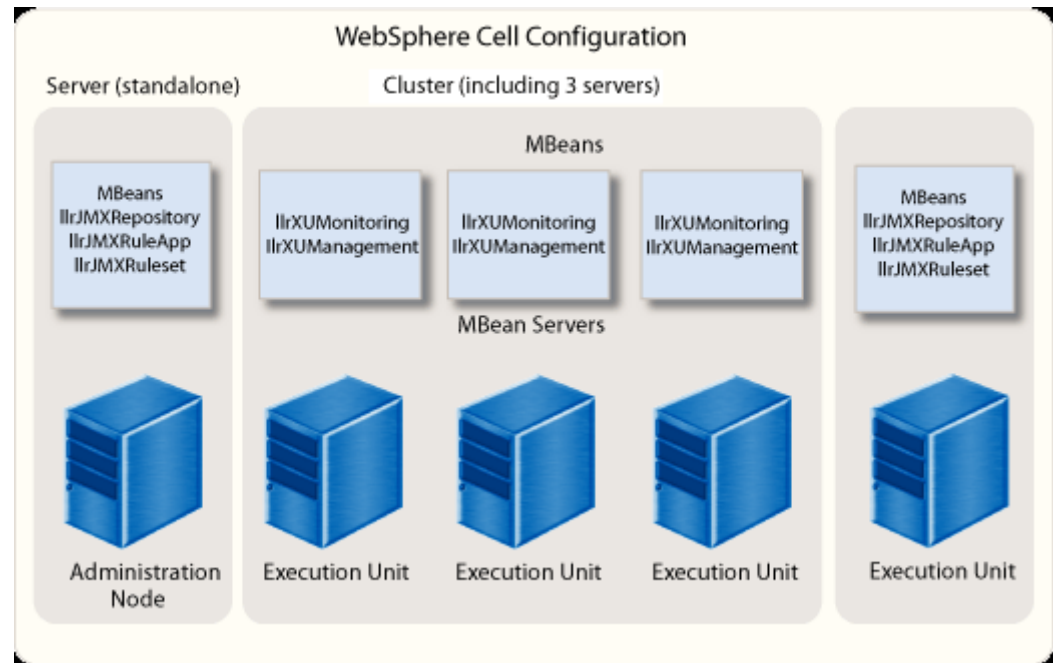 WebSphere Cell Configuration
Server (standalone)
Cluster (including 3 servers)
MBeans
MBeans
IlrJMXRepository
IlrJMXRuleApp
IlrJMXRuleset
IlrXUMonitoring
IlrXUManagement
IlrXUMonitoring
IlrXUManagement
IlrXUMonitoring
IlrXUManagement
MBeans
IlrJMXRepository
IlrJMXRuleApp
IlrJMXRuleset
MBean Servers
Administration
Node
Execution Unit
Execution Unit
Execution Unit
Execution Unit